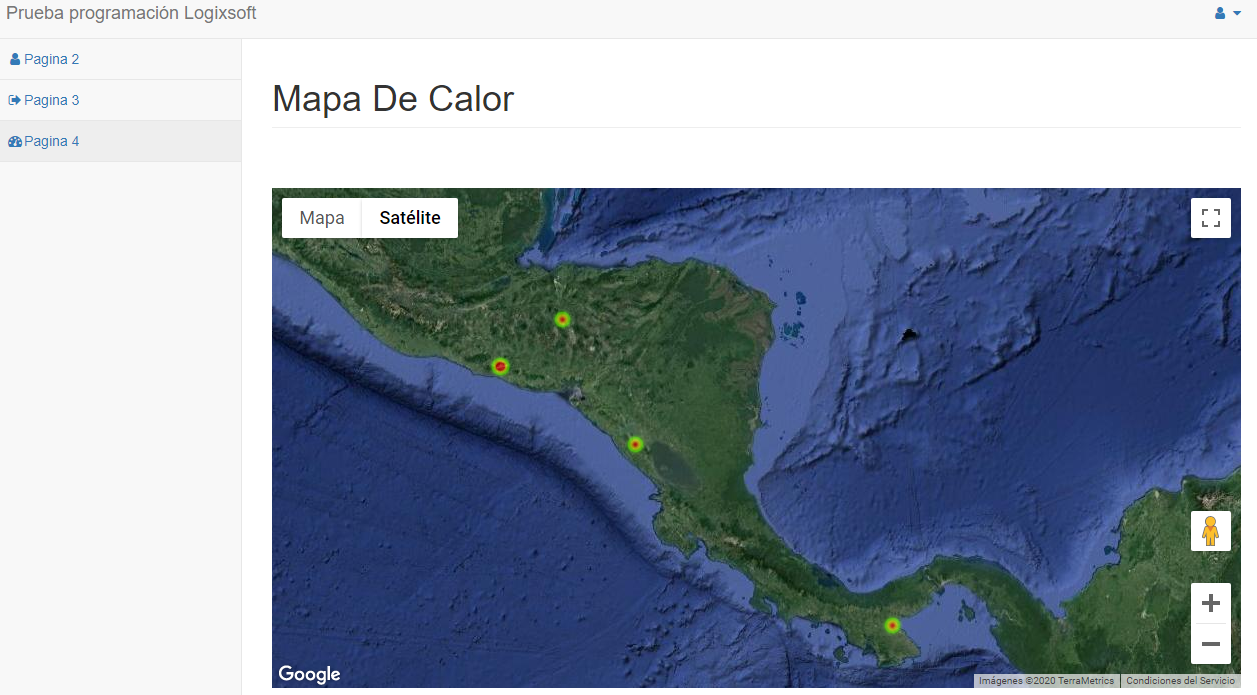 Prueba programación Logixsoft
Pagina 2
Pagina 3
Pagina 4
Mapa De Calor
Mapa
Satélite
Google
Imágenes ©2020 TerraMetrics
Condiciones del Servicio